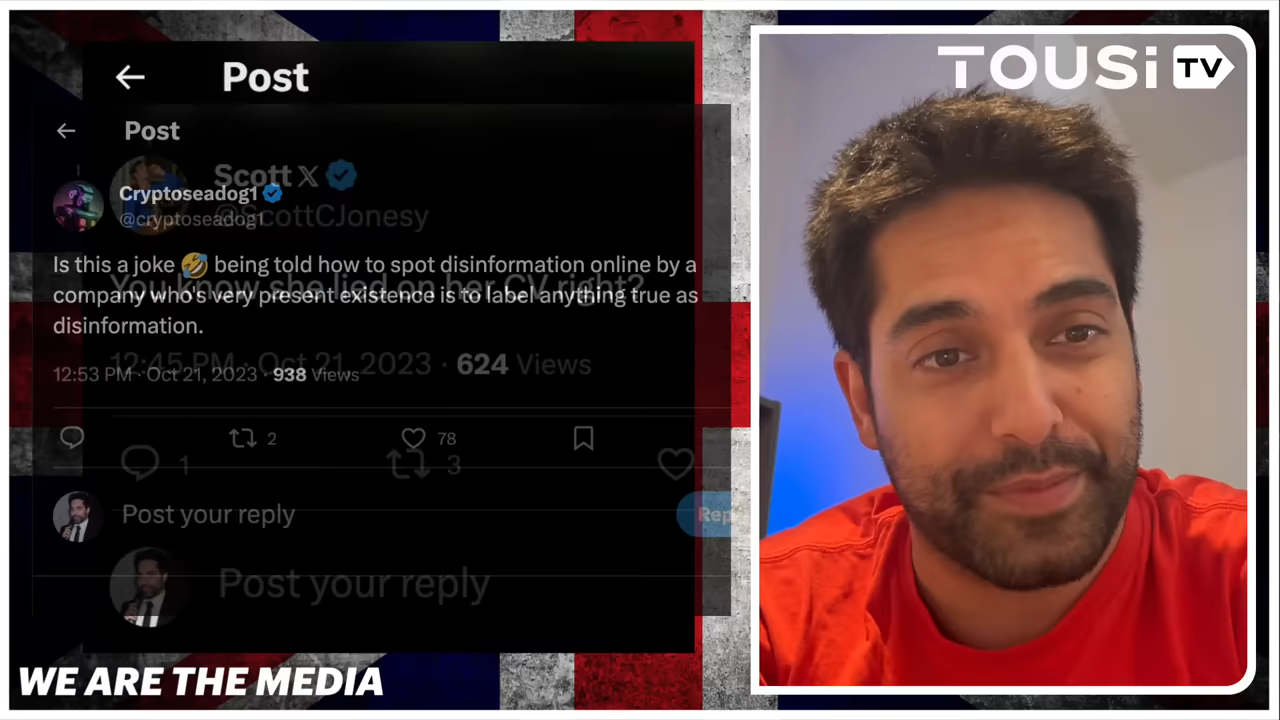 Post
Post
Scott X
@ScottCJonesy
You know she lied on her CV right?
12:45 PM · Oct 21, 2023 · 624 Views
1 3
Post your reply
Cryptoseadog1
@cryptoseadog1
Is this a joke 🤣 being told how to spot disinformation online by a
company who's very present existence is to label anything true as
disinformation.
12:53 PM · Oct 21, 2023 · 938 Views
2 78
Post your reply
Rep
TOUSi TV
WE ARE THE MEDIA